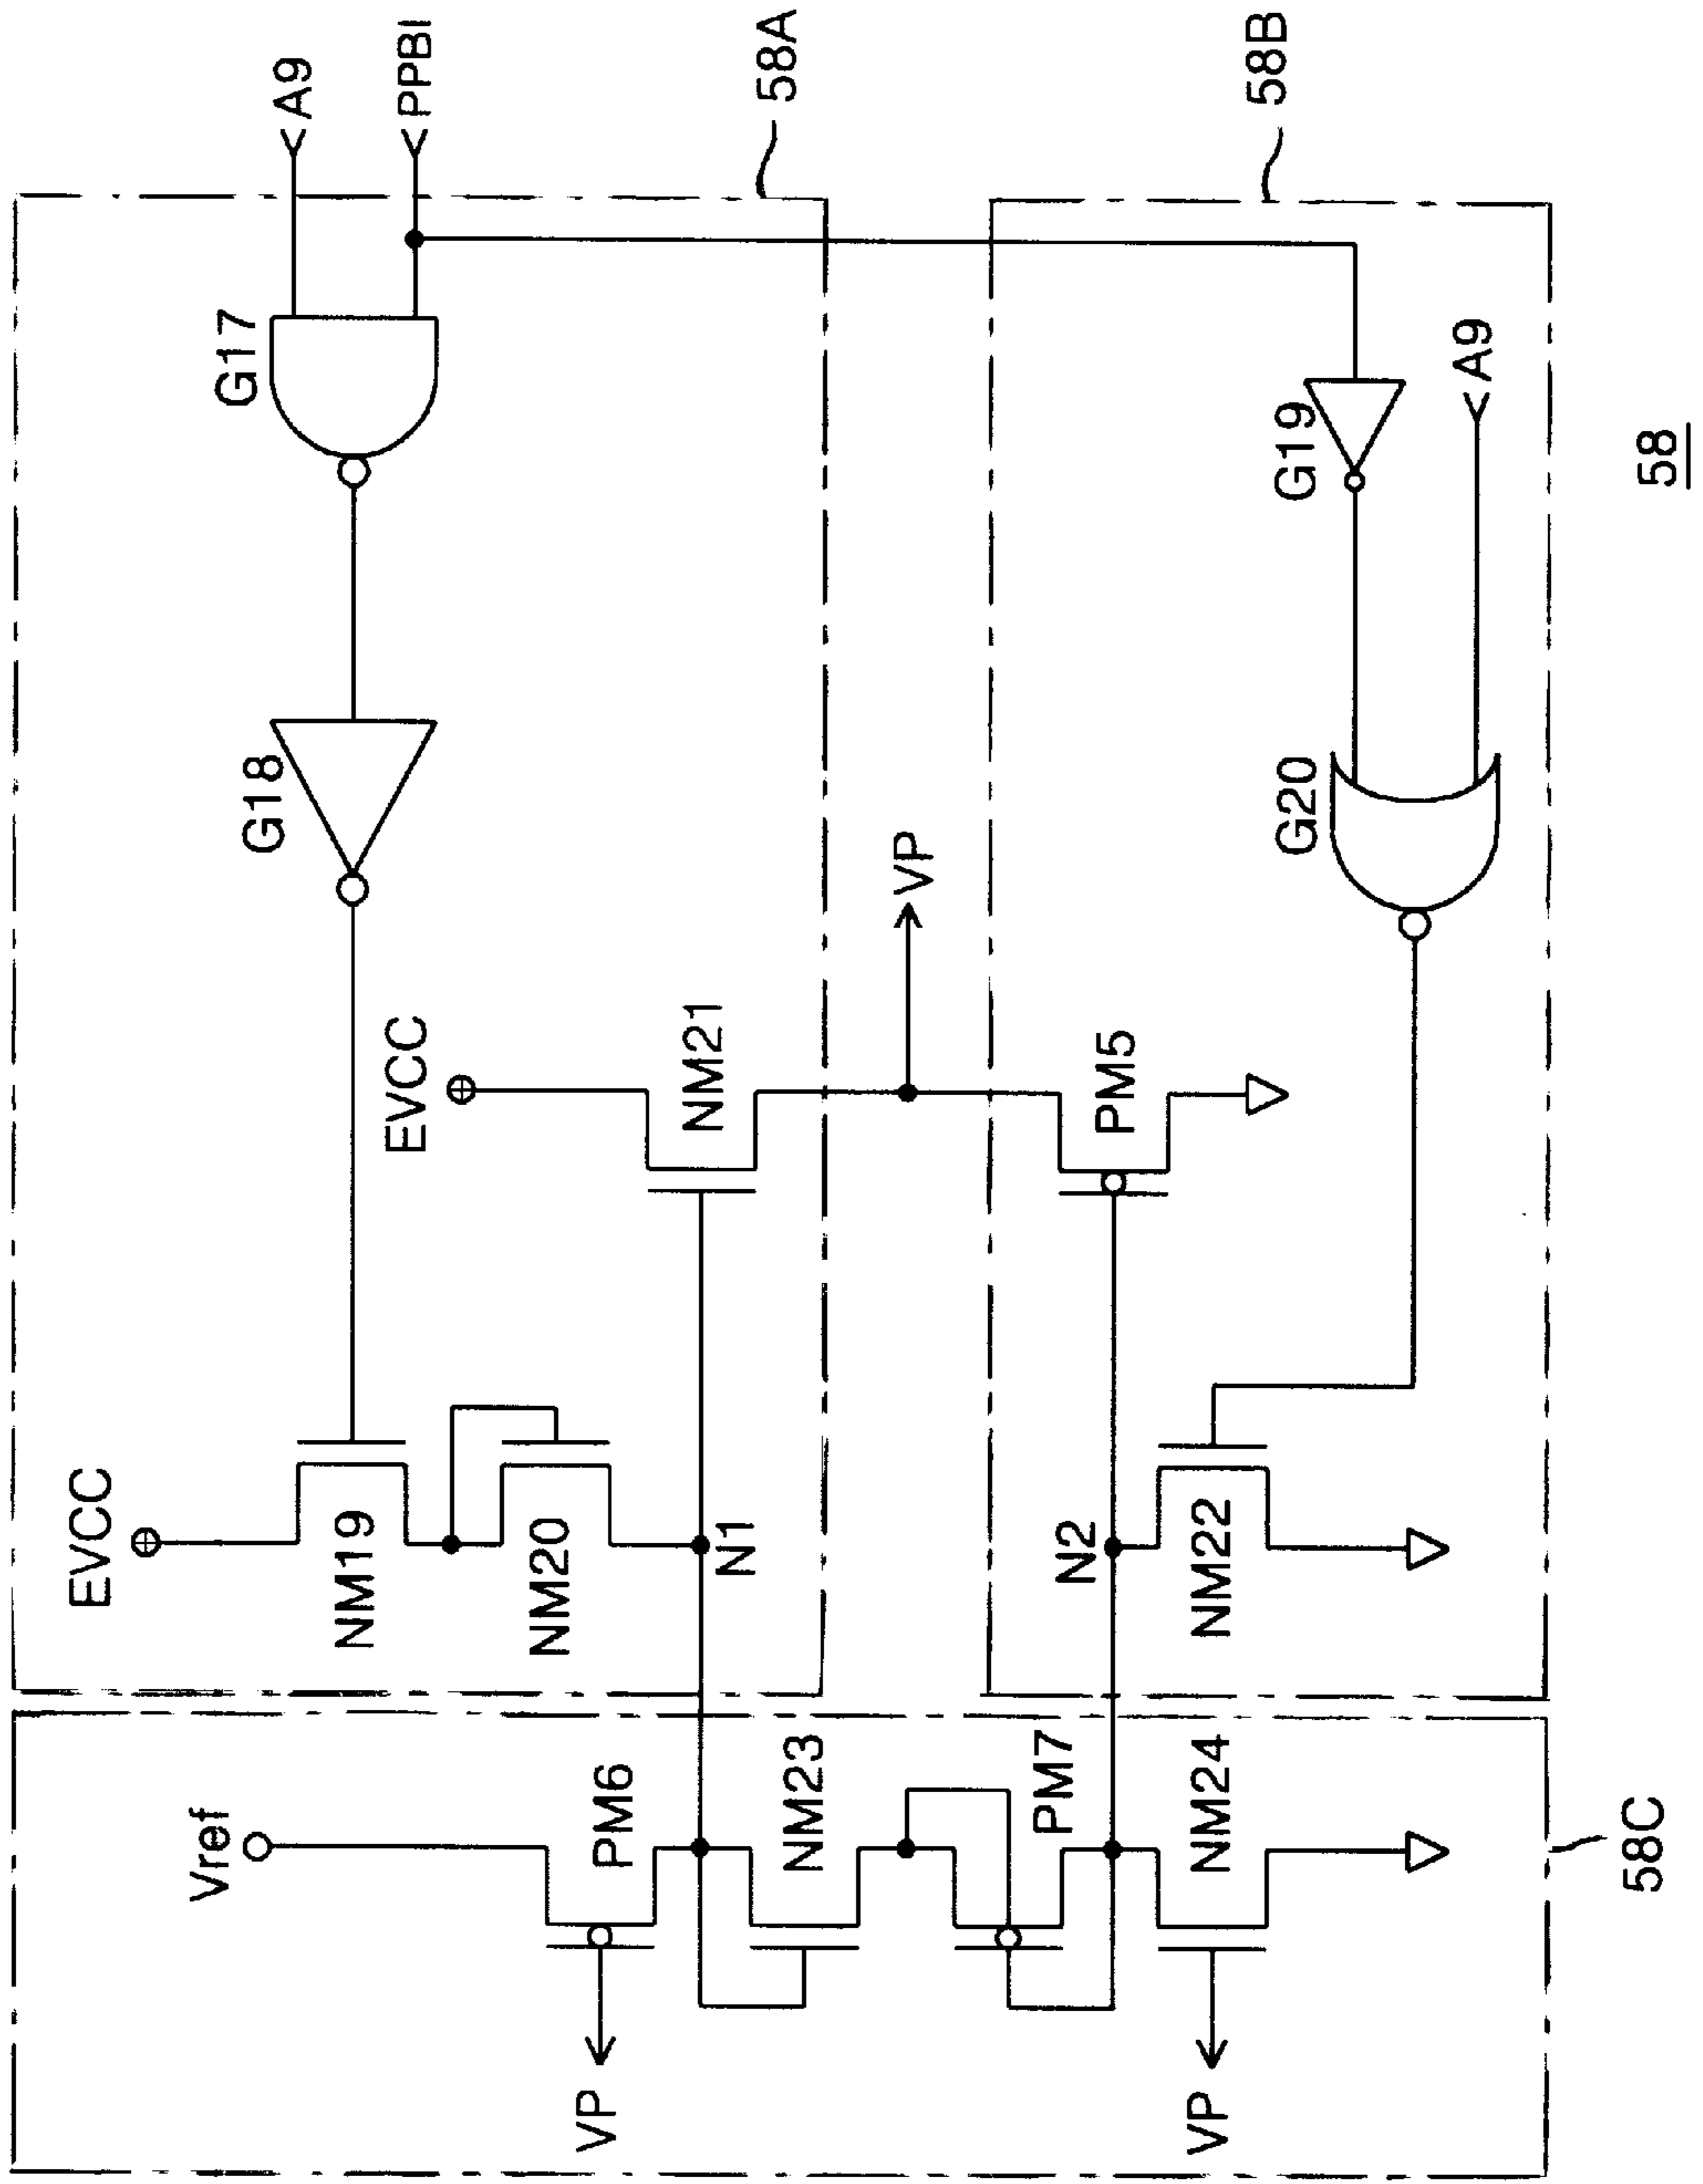 A9
PPBI
58A
58B
G17
G18
G19
A9
G20
58
VP
EVCC
NM21
PM5
EVCC
NM19
NM20
N1
N2
NM22
Vref
PM6
NM23
PM7
NM24
58C
VP
VP